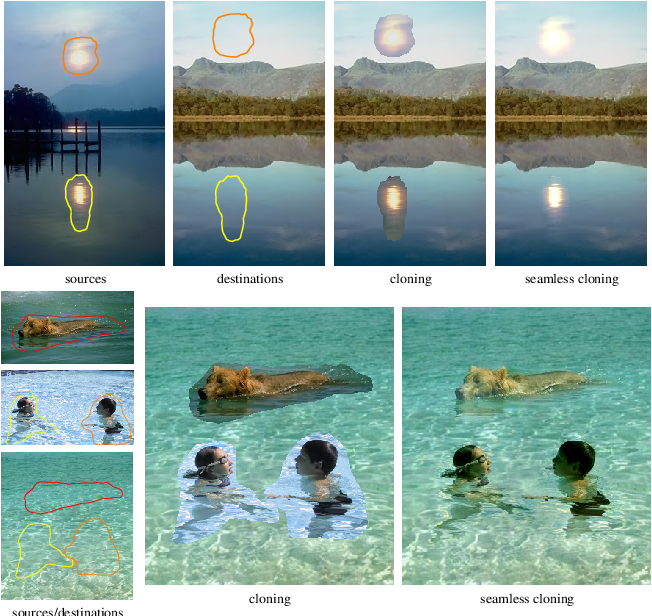 sources
destinations
cloning
seamless cloning
sources/destinations
cloning
seamless cloning